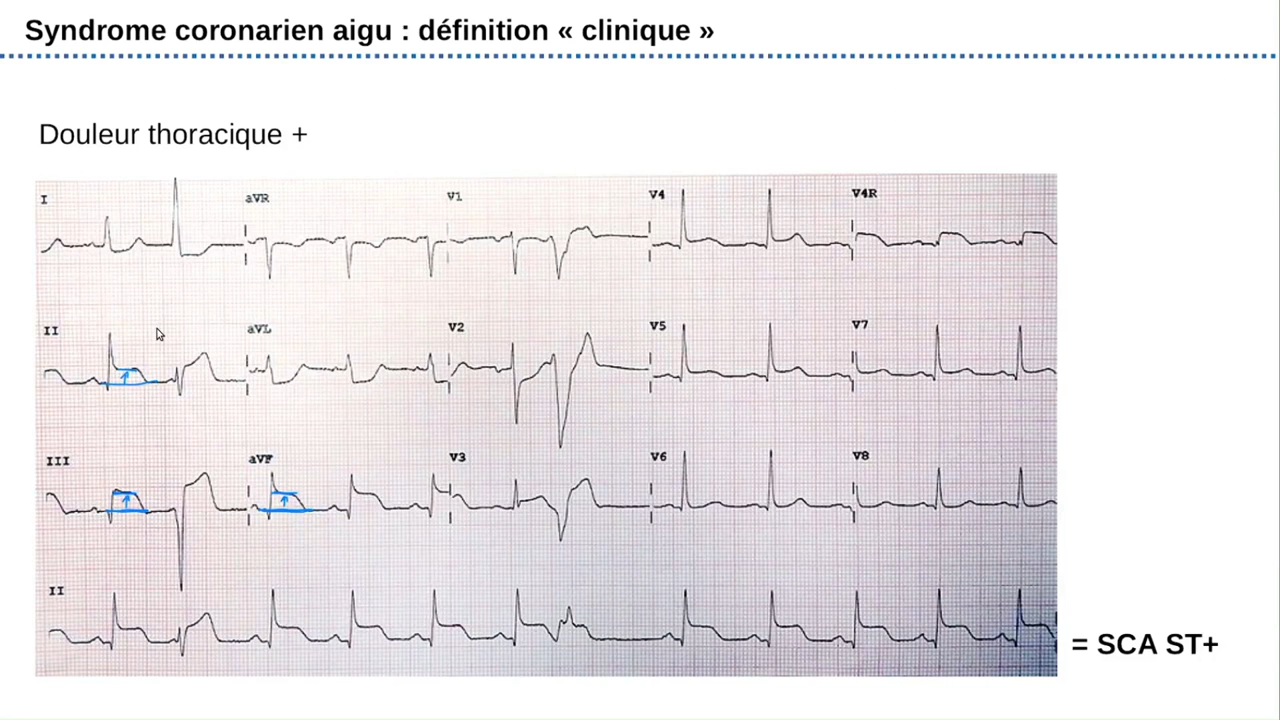 Syndrome coronarien aigu : définition « clinique »
Douleur thoracique +
I aVR V1 V4 V4R
II aVL V2 V5 V7
III aVF V3 V6 V8
II
= SCA ST+